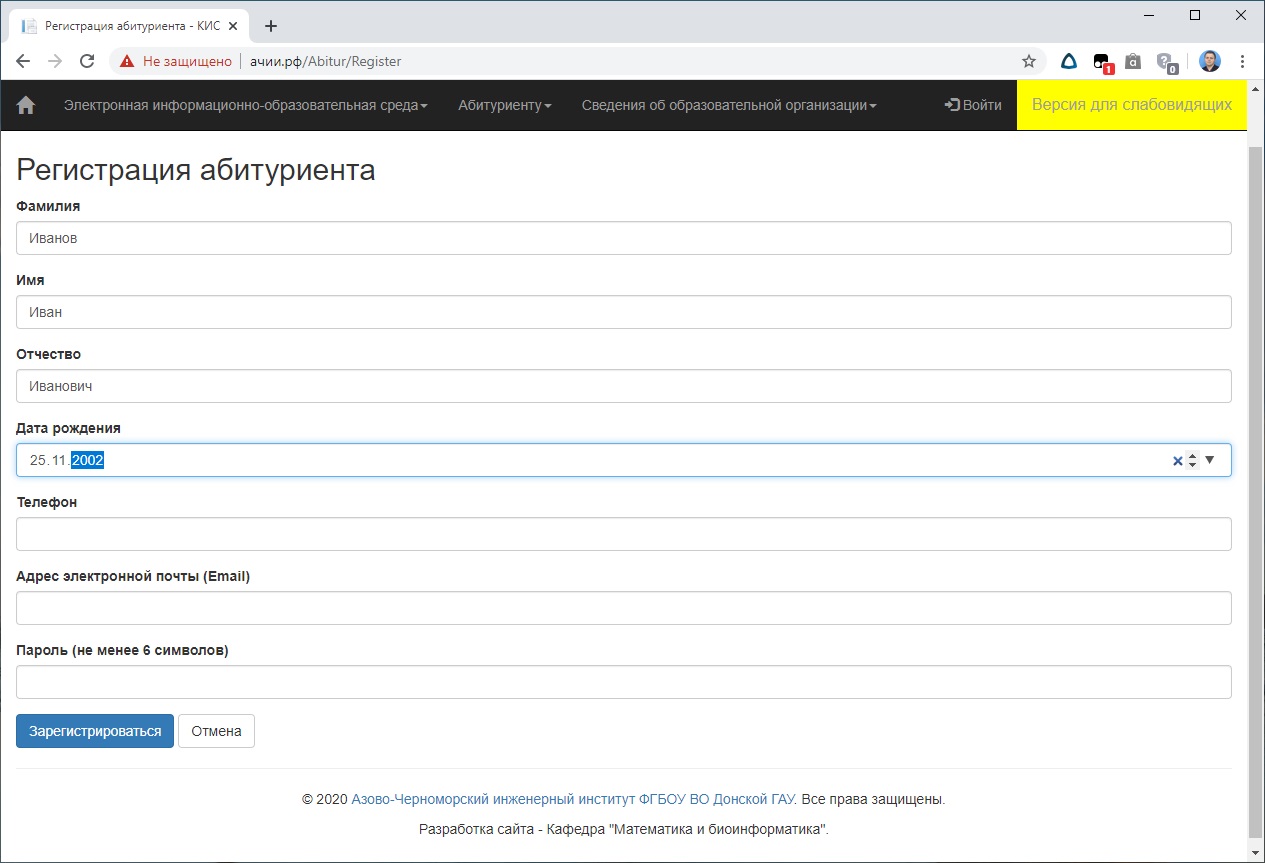 Регистрация абитуриента - КИС
Не защищено ачии.рф/Abitur/Register
1
a
?
0
Электронная информационно-образовательная среда Абитуриенту Сведения об образовательной организации Войти Версия для слабовидящих
Регистрация абитуриента
Фамилия
Иванов
Имя
Иван
Отчество
Иванович
Дата рождения
25.11.2002
Телефон
Адрес электронной почты (Email)
Пароль (не менее 6 символов)
Зарегистрироваться Отмена
© 2020 Азово-Черноморский инженерный институт ФГБОУ ВО Донской ГАУ. Все права защищены.
Разработка сайта - Кафедра "Математика и биоинформатика".